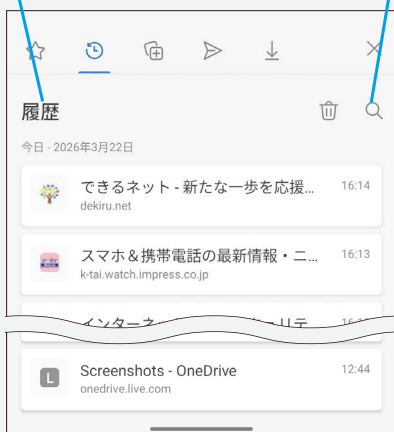 履歴
今日 - 2026年3月22日
できるネット - 新たな一歩を応援...
16:14
dekiru.net
スマホ&携帯電話の最新情報・ニ...
16:13
k-tai.watch.impress.co.jp
L
Screenshots - OneDrive
12:44
onedrive.live.com